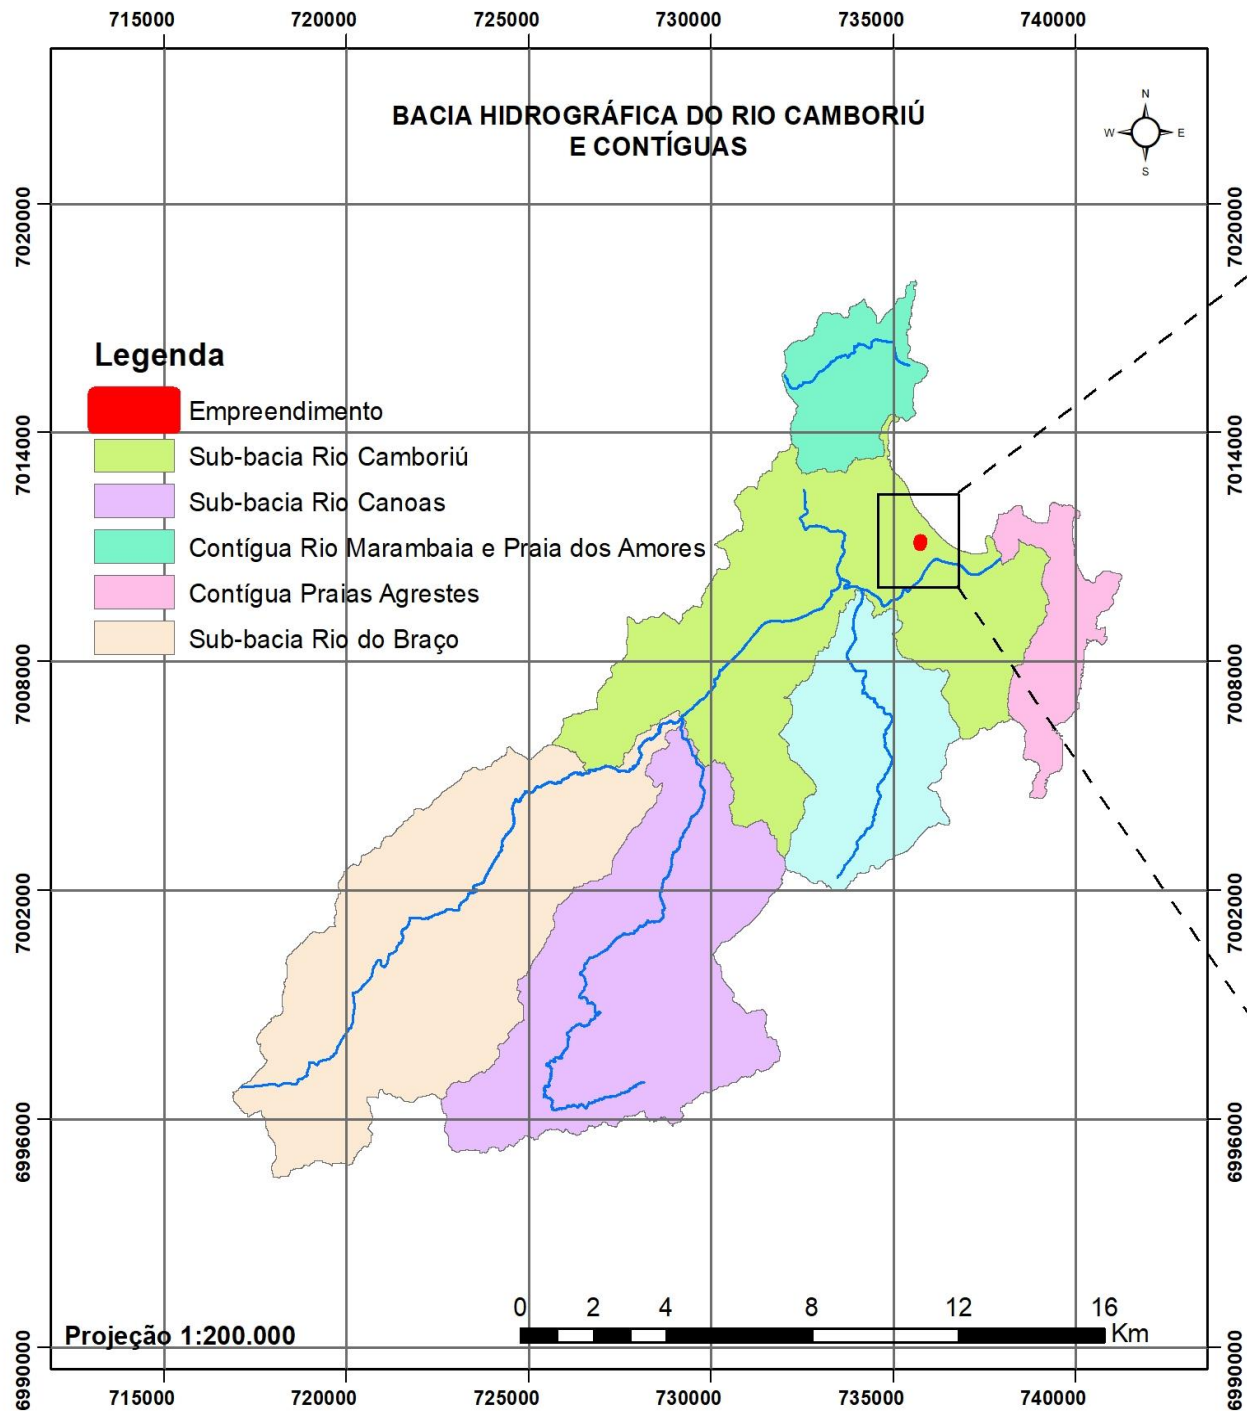 715000 720000 725000 730000 735000 740000
BACIA HIDROGRÁFICA DO RIO CAMBORIÚ
E CONTÍGUAS
N
W E
S
7020000 7020000
Legenda
Empreendimento
7014000 7014000
Sub-bacia Rio Camboriú
Sub-bacia Rio Canoas
Contígua Rio Marambaia e Praia dos Amores
Contígua Praias Agrestes
Sub-bacia Rio do Braço
7008000 7008000
7002000 7002000
6996000 6996000
0 2 4 8 12 16
Projeção 1:200.000 Km
6990000 6990000
715000 720000 725000 730000 735000 740000